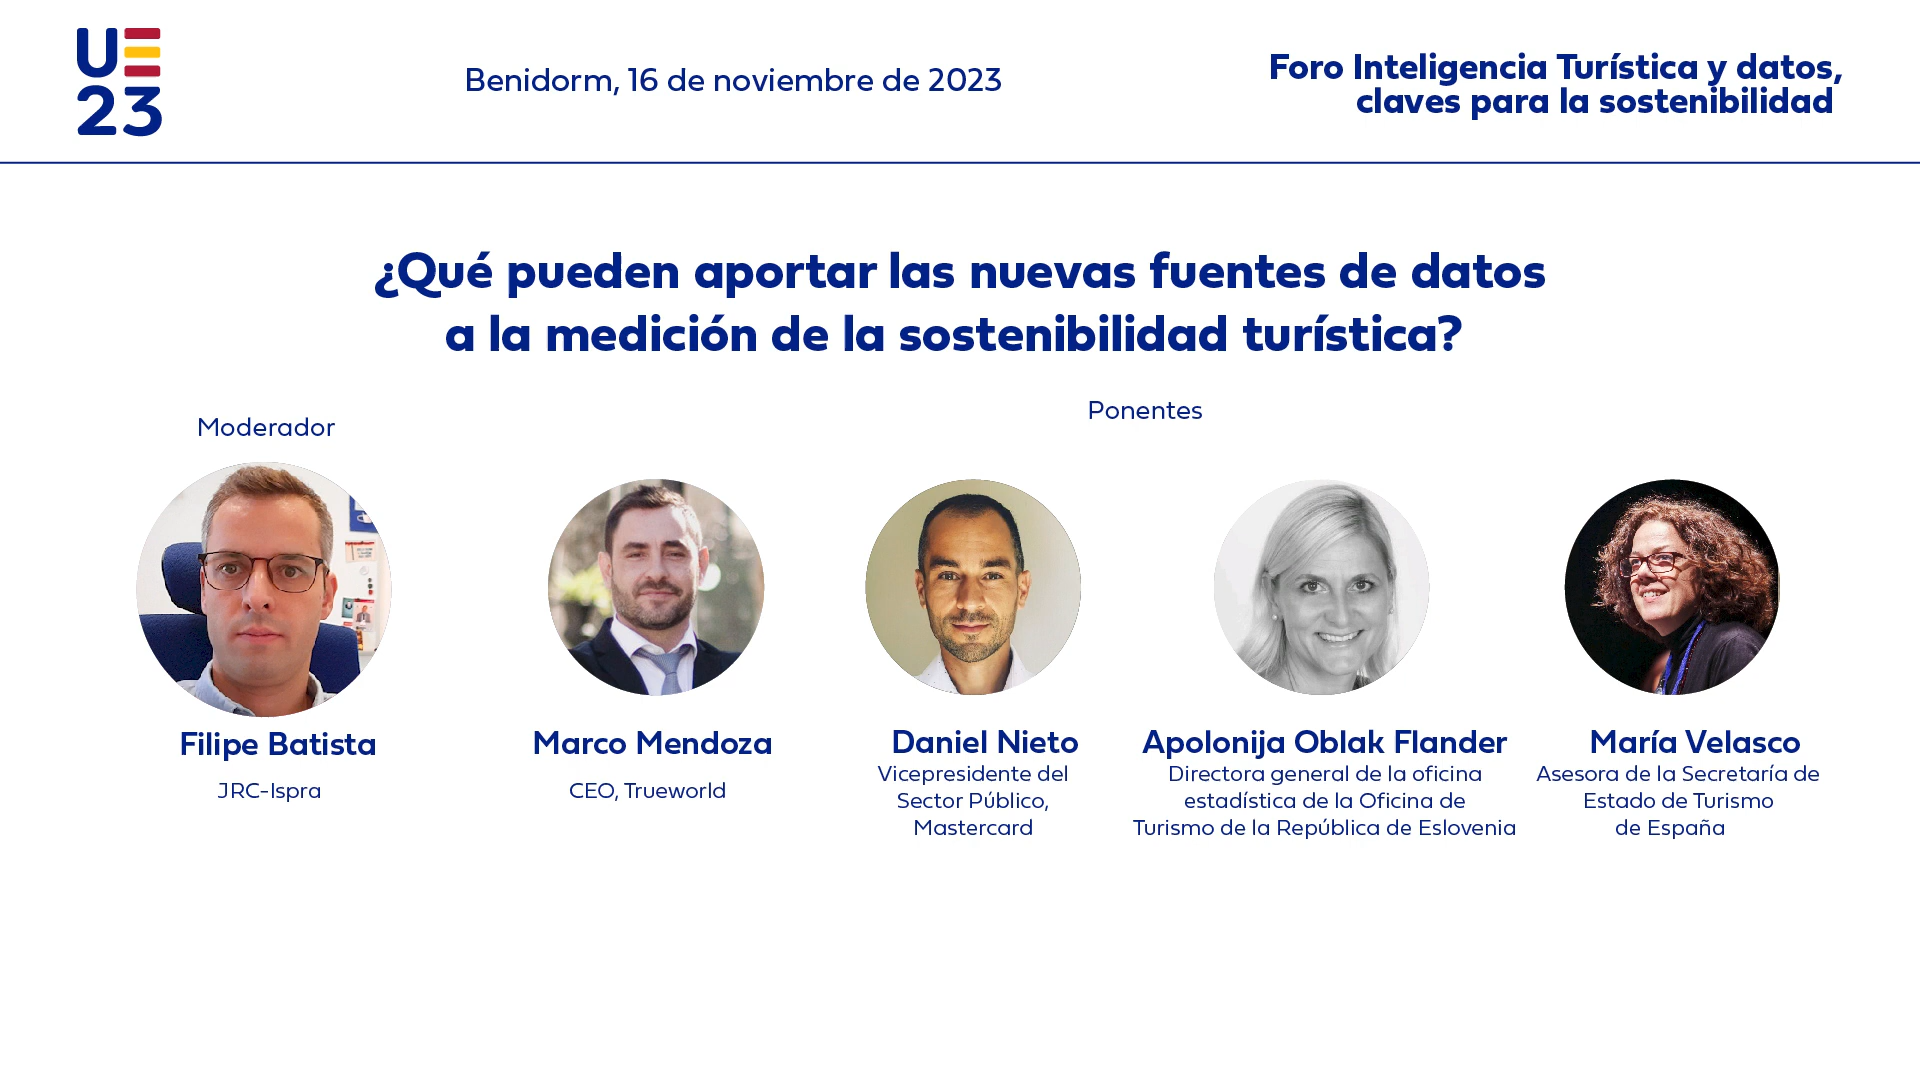 UE
23
Benidorm, 16 de noviembre de 2023
Foro Inteligencia Turística y datos,
claves para la sostenibilidad
¿Qué pueden aportar las nuevas fuentes de datos
a la medición de la sostenibilidad turística?
Moderador
Ponentes
Filipe Batista
JRC-Ispra
Marco Mendoza
CEO, Trueworld
Daniel Nieto
Vicepresidente del
Sector Público,
Mastercard
Apolonija Oblak Flander
Directora general de la oficina
estadística de la Oficina de
Turismo de la República de Eslovenia
María Velasco
Asesora de la Secretaría de
Estado de Turismo
de España